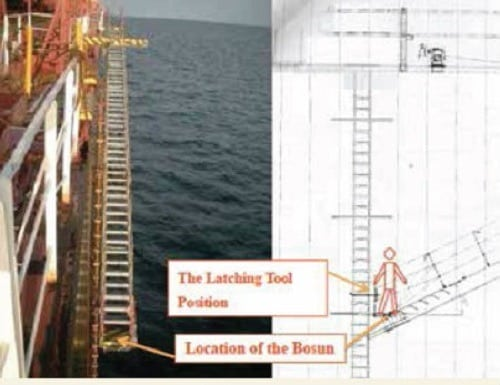 The Latching Tool
Position
Location of the Bosun